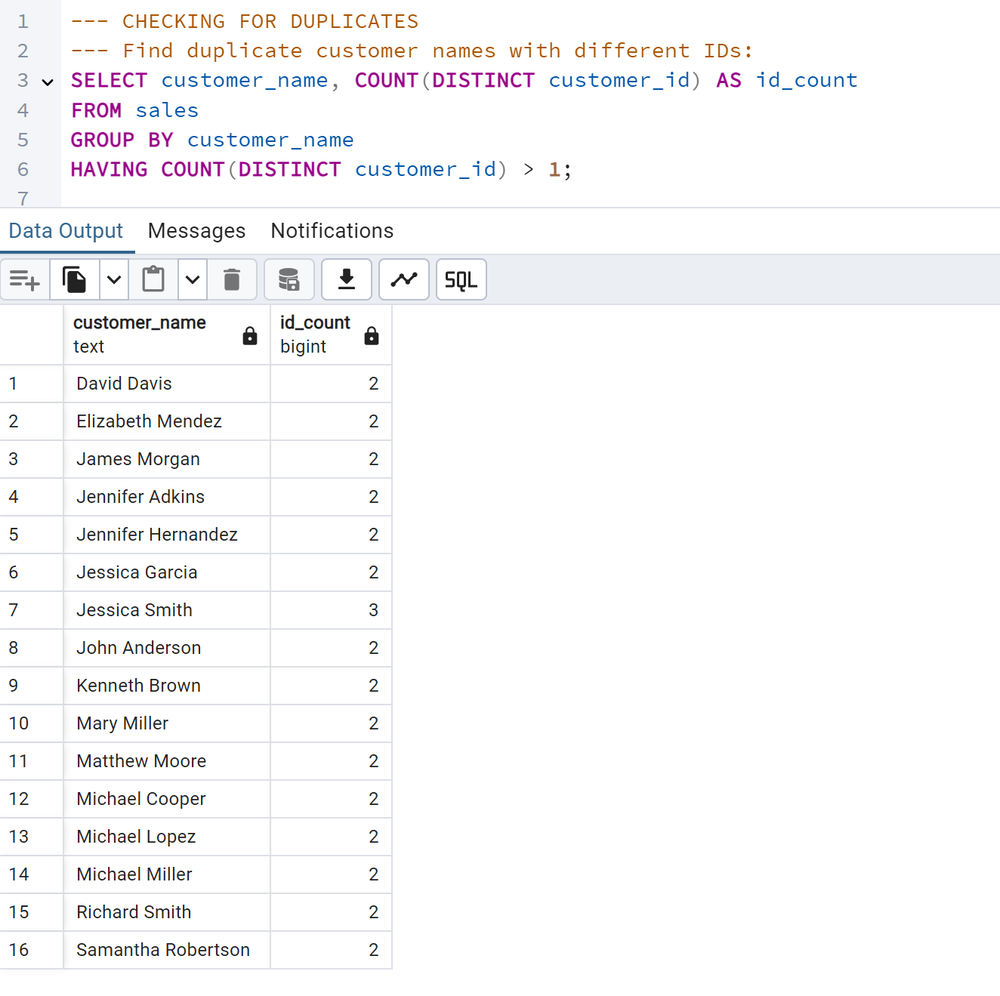 1 --- CHECKING FOR DUPLICATES
2 --- Find duplicate customer names with different IDs:
3 SELECT customer_name, COUNT(DISTINCT customer_id) AS id_count
4 FROM sales
5 GROUP BY customer_name
6 HAVING COUNT(DISTINCT customer_id) > 1;
7
Data Output Messages Notifications
SQL
customer_name id_count
text bigint
1 David Davis 2
2 Elizabeth Mendez 2
3 James Morgan 2
4 Jennifer Adkins 2
5 Jennifer Hernandez 2
6 Jessica Garcia 2
7 Jessica Smith 3
8 John Anderson 2
9 Kenneth Brown 2
10 Mary Miller 2
11 Matthew Moore 2
12 Michael Cooper 2
13 Michael Lopez 2
14 Michael Miller 2
15 Richard Smith 2
16 Samantha Robertson 2